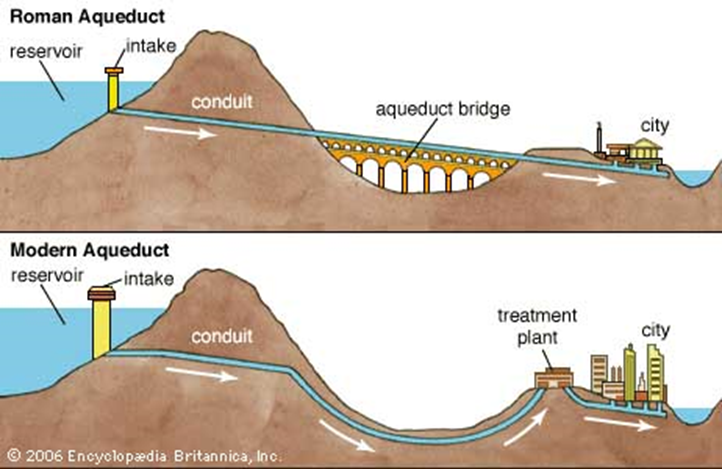 Roman Aqueduct
reservoir
intake
conduit
aqueduct bridge
city
Modern Aqueduct
reservoir
intake
conduit
treatment
plant
city
© 2006 Encyclopædia Britannica, Inc.